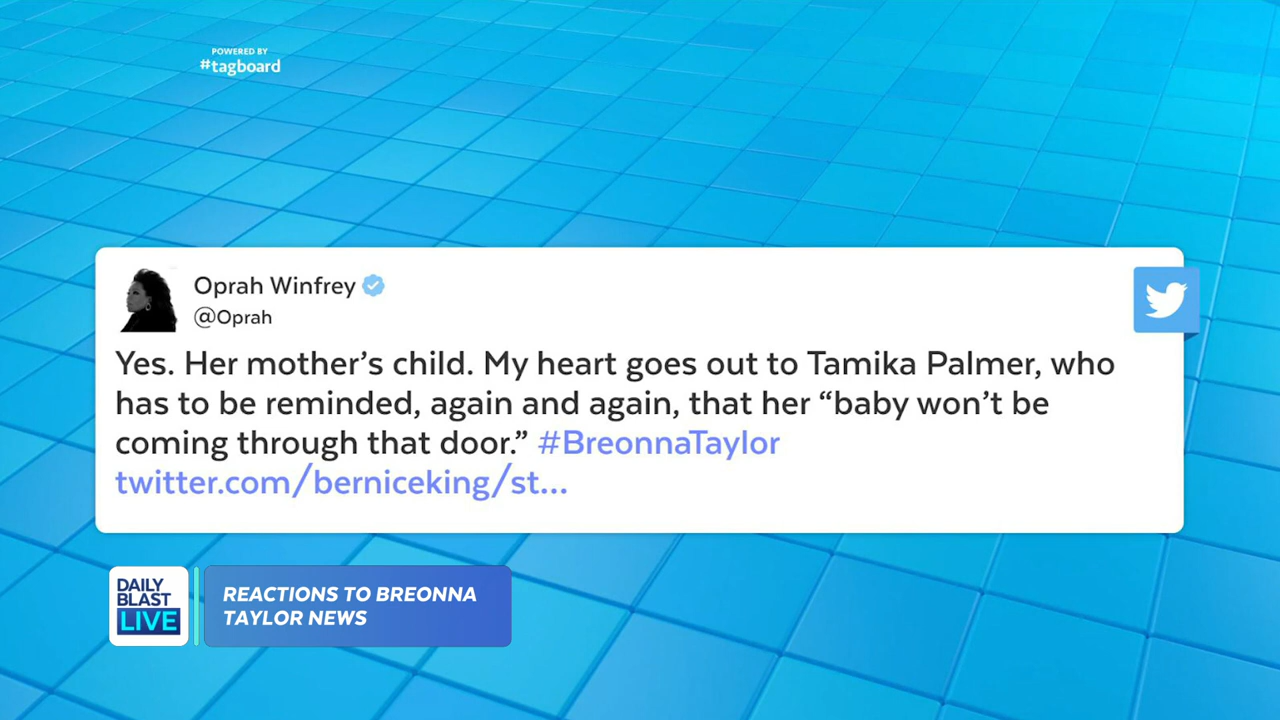 POWERED BY
#tagboard
Oprah Winfrey
@Oprah
Yes. Her mother’s child. My heart goes out to Tamika Palmer, who
has to be reminded, again and again, that her “baby won’t be
coming through that door.” #BreonnaTaylor
twitter.com/berniceking/st...
DAILY
BLAST
LIVE
REACTIONS TO BREONNA
TAYLOR NEWS